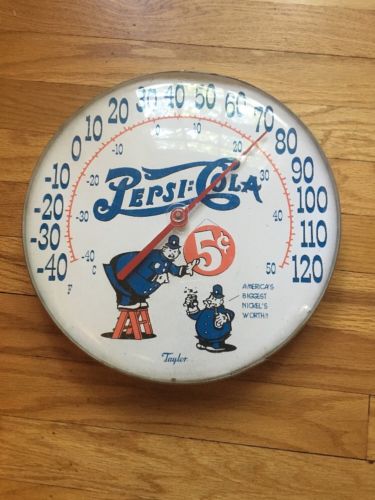 -40 -30 -20 -10 0 10 20 30 40 50 60 70 80 90 100 110 120
F
-40 -30 -20 -10 0 10 20 30 40 50
C
PEPSI:COLA
5¢
AMERICA'S
BIGGEST
NICKEL'S
WORTH!!
Taylor